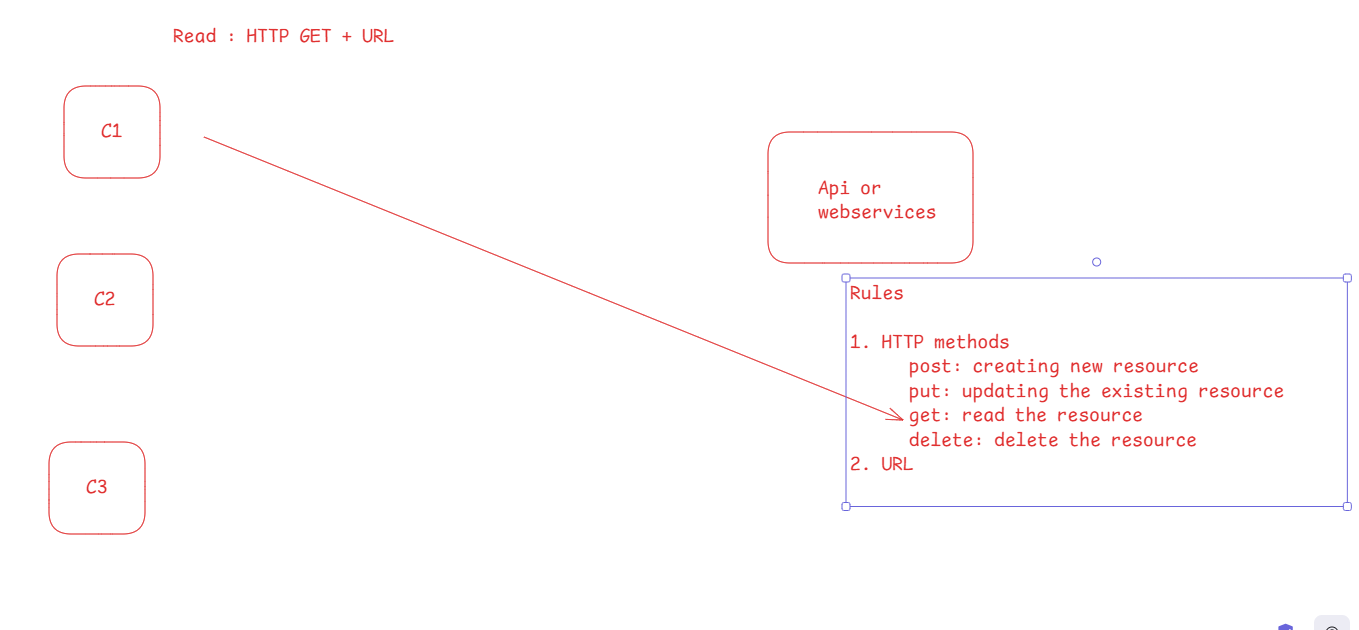 Read : HTTP GET + URL
C1
Api or
webservices
C2
Rules
1. HTTP methods
post: creating new resource
put: updating the existing resource
get: read the resource
delete: delete the resource
2. URL
C3